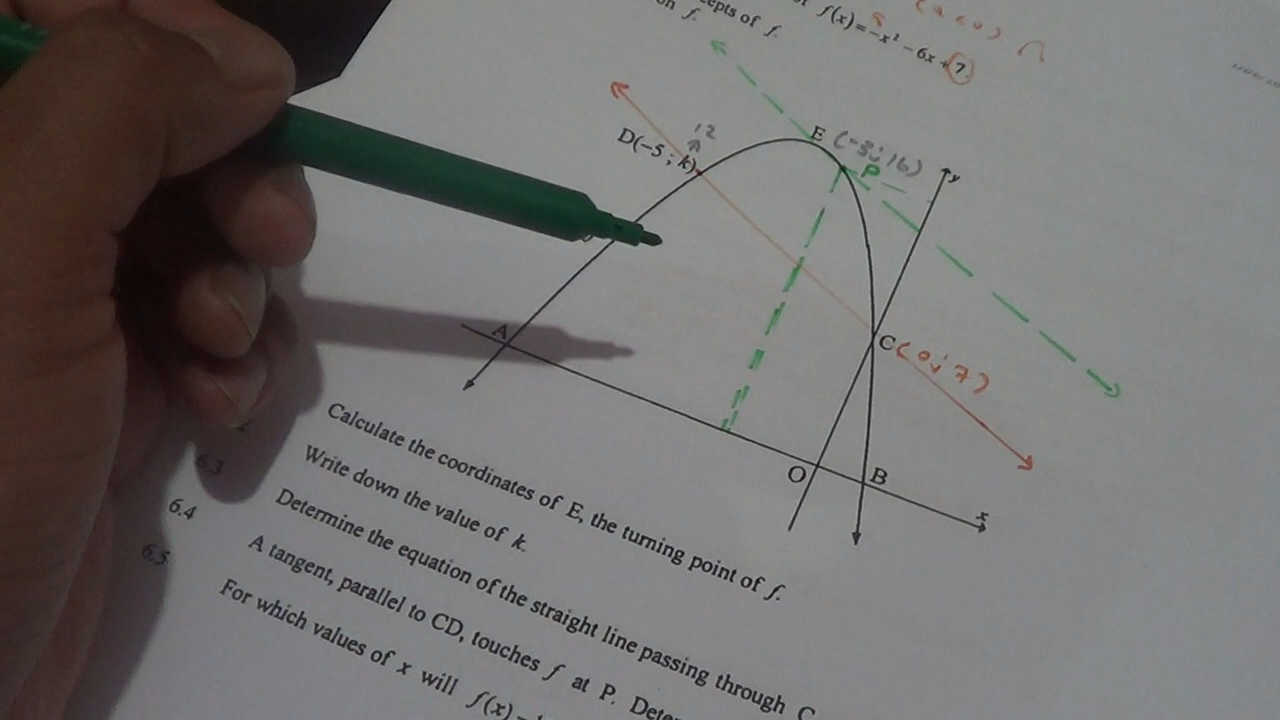 f(x) = -x² - 6x + 7
cepts of f.
on f.
E (-3; 16)
12
D(-5 ; k)
P
y
A
C (0; 7)
O
B
x
Calculate the coordinates of E, the turning point of f.
6.3 Write down the value of k.
6.4 Determine the equation of the straight line passing through C
6.5 A tangent, parallel to CD, touches f at P. Deter
For which values of x will f(x) -